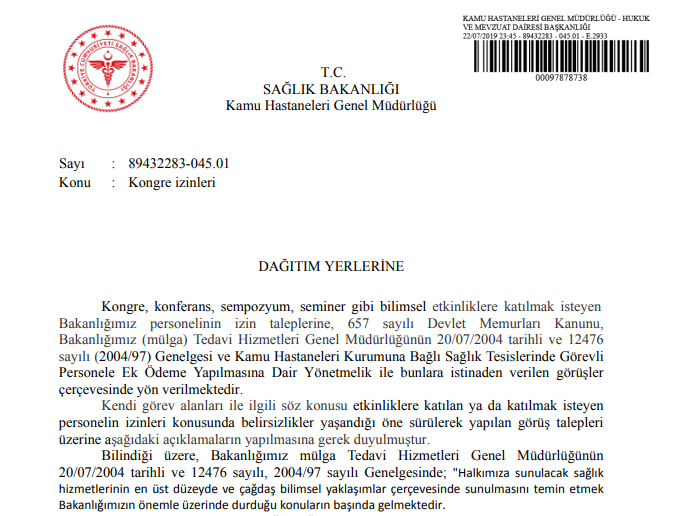 KAMU HASTANELERİ GENEL MÜDÜRLÜĞÜ - HUKUK
VE MEVZUAT DAİRESİ BAŞKANLIĞI
22/07/2019 23:45 - 89432283 - 045.01 - E.2933
00097878738
T.C.
SAĞLIK BAKANLIĞI
Kamu Hastaneleri Genel Müdürlüğü
Sayı : 89432283-045.01
Konu : Kongre izinleri
DAĞITIM YERLERİNE
Kongre, konferans, sempozyum, seminer gibi bilimsel etkinliklere katılmak isteyen
Bakanlığımız personelinin izin taleplerine, 657 sayılı Devlet Memurları Kanunu,
Bakanlığımız (mülga) Tedavi Hizmetleri Genel Müdürlüğünün 20/07/2004 tarihli ve 12476
sayılı (2004/97) Genelgesi ve Kamu Hastaneleri Kurumuna Bağlı Sağlık Tesislerinde Görevli
Personele Ek Ödeme Yapılmasına Dair Yönetmelik ile bunlara istinaden verilen görüşler
çerçevesinde yön verilmektedir.
Kendi görev alanları ile ilgili söz konusu etkinliklere katılan ya da katılmak isteyen
personelin izinleri konusunda belirsizlikler yaşandığı öne sürülerek yapılan görüş talepleri
üzerine aşağıdaki açıklamaların yapılmasına gerek duyulmuştur.
Bilindiği üzere, Bakanlığımız mülga Tedavi Hizmetleri Genel Müdürlüğünün
20/07/2004 tarihli ve 12476 sayılı, 2004/97 sayılı Genelgesinde; "Halkımıza sunulacak sağlık
hizmetlerinin en üst düzeyde ve çağdaş bilimsel yaklaşımlar çerçevesinde sunulmasını temin etmek
Bakanlığımızın önemle üzerinde durduğu konuların başında gelmektedir.